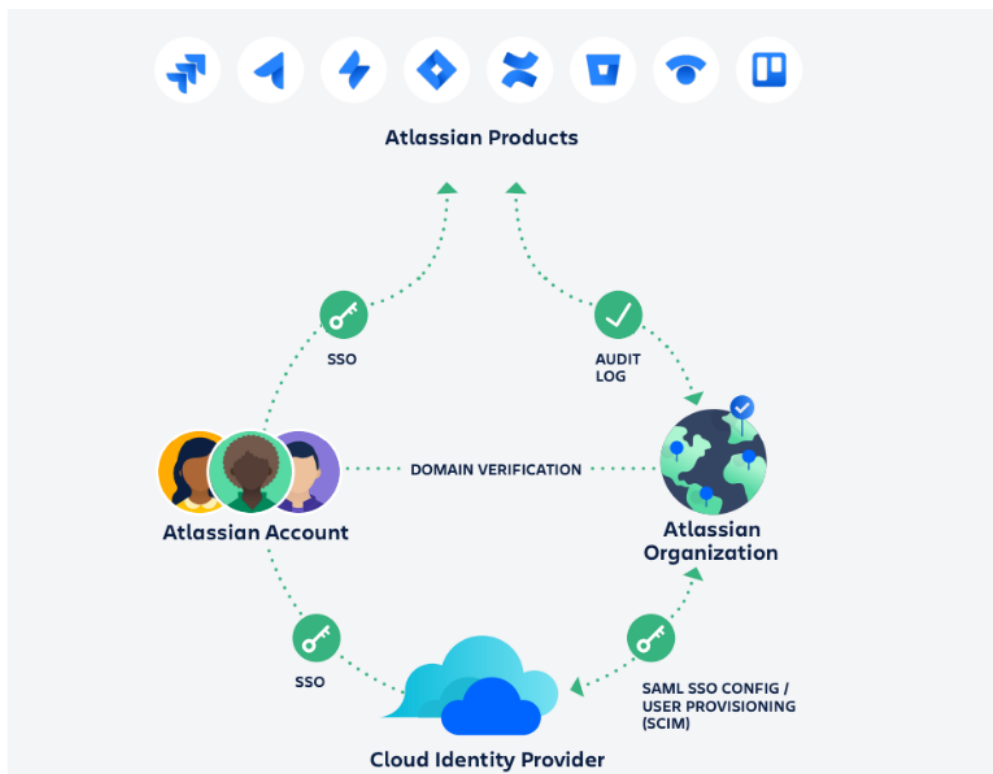 Atlassian Products
SSO
AUDIT
LOG
DOMAIN VERIFICATION
Atlassian Account
Atlassian
Organization
SSO
SAML SSO CONFIG /
USER PROVISIONING
(SCIM)
Cloud Identity Provider